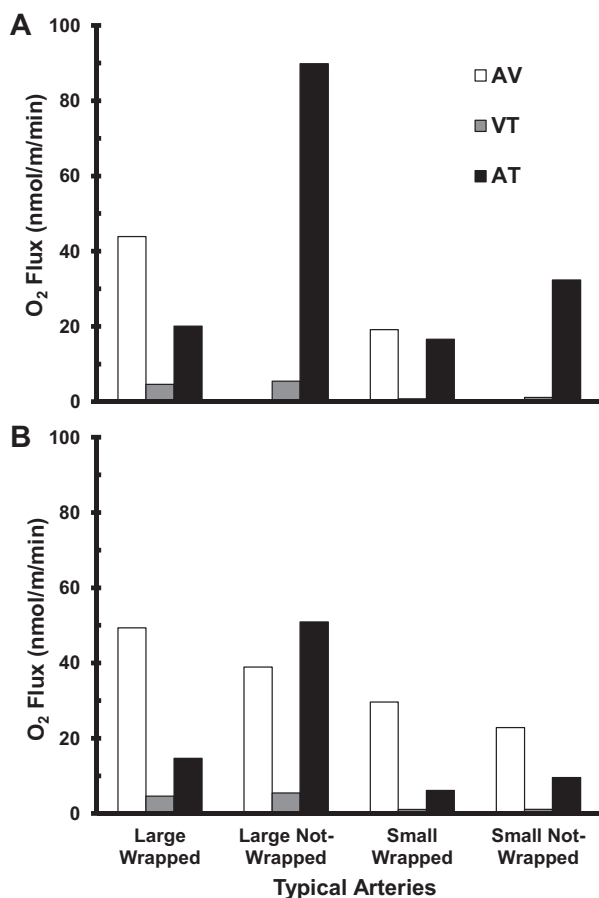 A
100
80
60
40
20
0
O2 Flux (nmol/m/min)
AV
VT
AT
B
100
80
60
40
20
0
O2 Flux (nmol/m/min)
Large
Wrapped
Large Not-
Wrapped
Small
Wrapped
Small Not-
Wrapped
Typical Arteries